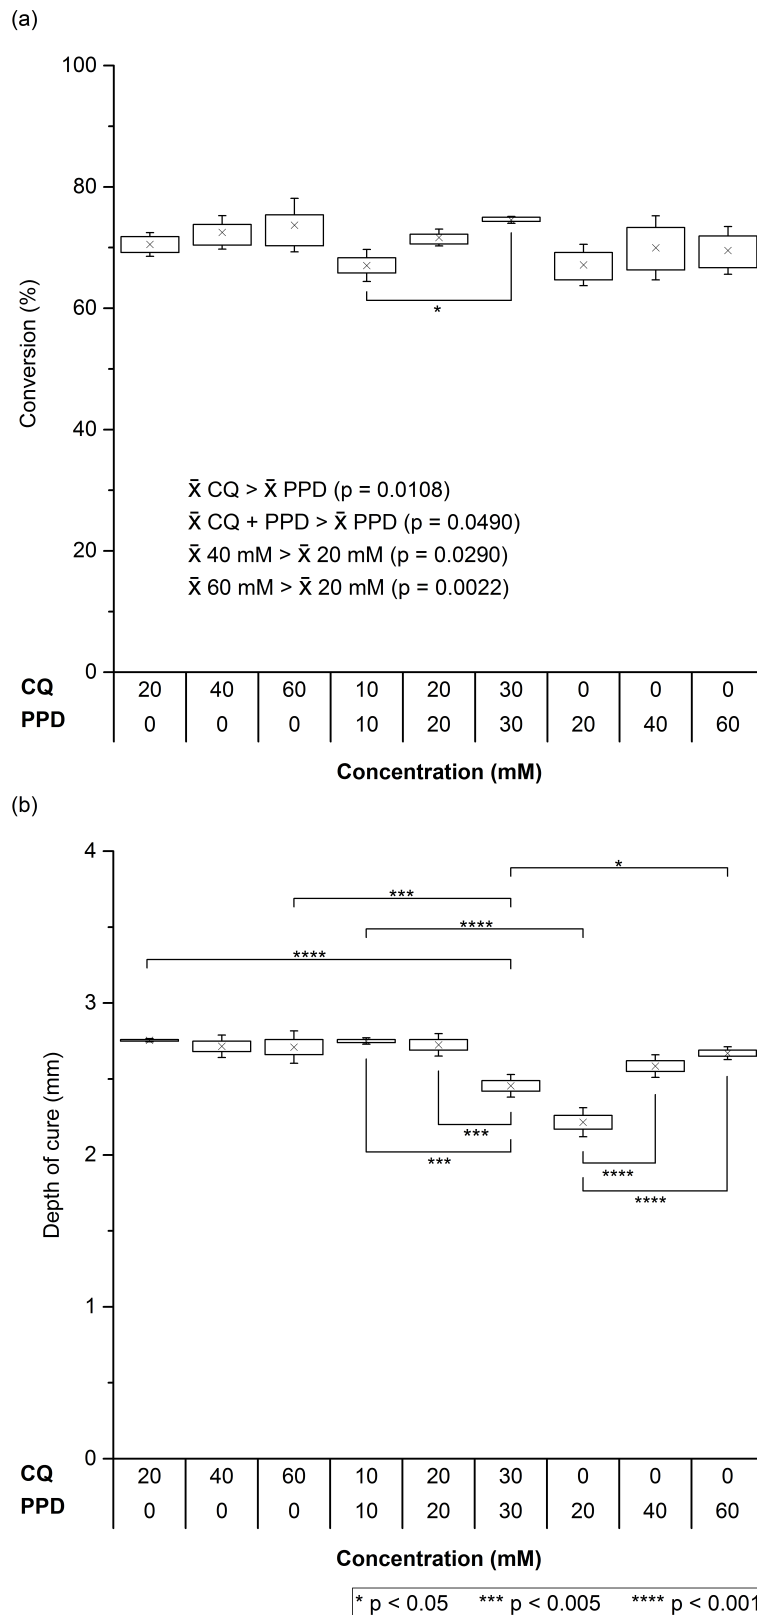 (a)
100
80
60
40
20
0
Conversion (%)
*
x̄ CQ > x̄ PPD (p = 0.0108)
x̄ CQ + PPD > x̄ PPD (p = 0.0490)
x̄ 40 mM > x̄ 20 mM (p = 0.0290)
x̄ 60 mM > x̄ 20 mM (p = 0.0022)
CQ 20 40 60 10 20 30 0 0 0
PPD 0 0 0 10 20 30 20 40 60
Concentration (mM)
(b)
4
3
2
1
0
Depth of cure (mm)
*
***
****
****
***
***
****
****
CQ 20 40 60 10 20 30 0 0 0
PPD 0 0 0 10 20 30 20 40 60
Concentration (mM)
* p < 0.05 *** p < 0.005 **** p < 0.001